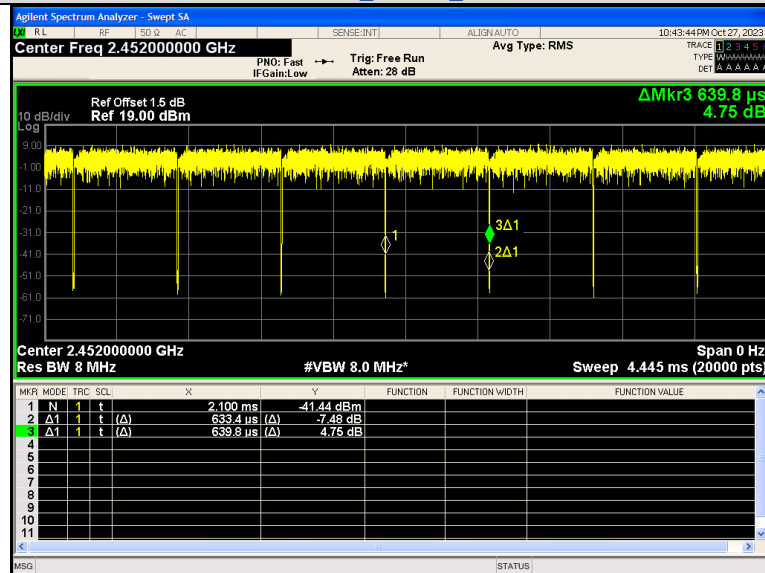 Agilent Spectrum Analyzer - Swept SA
LXI RL RF 50 Ω AC SENSE:INT ALIGN AUTO 10:43:44 PM Oct 27, 2023
Center Freq 2.452000000 GHz Avg Type: RMS TRACE 1 2 3 4 5
PNO: Fast Trig: Free Run TYPE
IFGain:Low Atten: 28 dB DET A A A A A
ΔMkr3 639.8 µs
Ref Offset 1.5 dB
10 dB/div Ref 19.00 dBm 4.75 dB
Log
9.00
-1.00
-11.0
-21.0
-31.0 1 3Δ1
-41.0 2Δ1
-51.0
-61.0
-71.0
Center 2.452000000 GHz Span 0 Hz
Res BW 8 MHz #VBW 8.0 MHz* Sweep 4.445 ms (20000 pts)
MKR MODE TRC SCL X Y FUNCTION FUNCTION WIDTH FUNCTION VALUE
1 N 1 t 2.100 ms -41.44 dBm
2 Δ1 1 t (Δ) 633.4 µs (Δ) -7.48 dB
3 Δ1 1 t (Δ) 639.8 µs (Δ) 4.75 dB
4
5
6
7
8
9
10
11
MSG STATUS